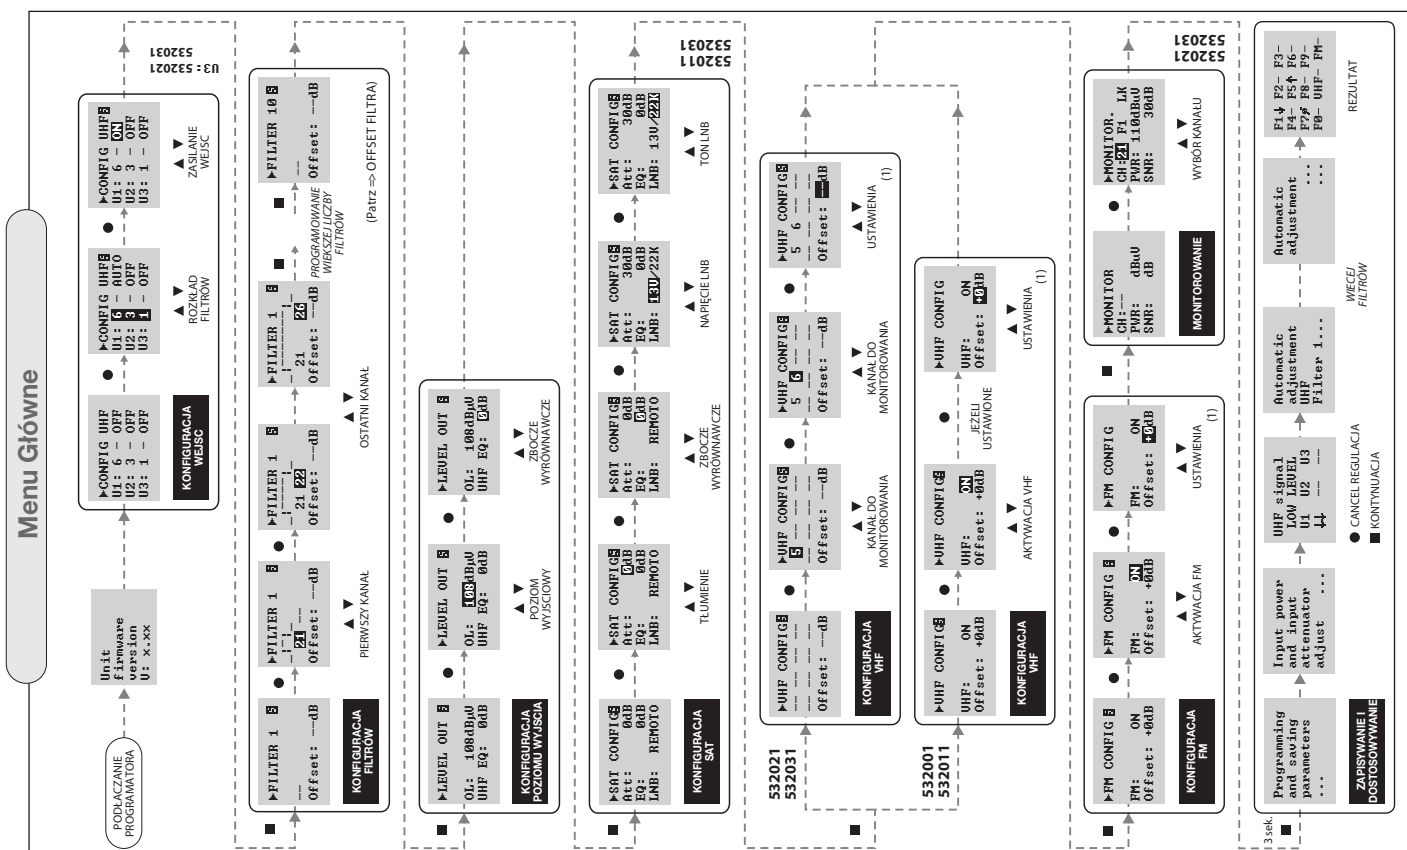 Menu Główne
PODŁACZANIE
PROGRAMATORA
Unit
firmware
version
V: x.xx
▶CONFIG UHF
U1: 6 - OFF
U2: 3 - OFF
U3: 1 - OFF
KONFIGURACJA
WEJSC
▶CONFIG UHF S
U1: 6 - AUTO
U2: 3 - OFF
U3: 1 - OFF
ROZKŁAD
FILTRÓW
▶CONFIG UHF S
U1: 6 - ON
U2: 3 - OFF
U3: 1 - OFF
ZASILANIE
WEJSC
U3: 532021
532031
▶FILTER 1 S
--
Offset: --dB
KONFIGURACJA
FILTRÓW
▶FILTER 1 S
21 --
Offset: --dB
PIERWSZY KANAŁ
▶FILTER 1 S
21 22
Offset: --dB
▶FILTER 1 S
21 26
Offset: --dB
OSTATNI KANAŁ
PROGRAMOWANIE
WIEKSZEJ LICZBY
FILTRÓW
▶FILTER 10 S
--
Offset: --dB
(Patrz => OFFSET FILTRA)
▶LEVEL OUT S
OL: 108dBµV
UHF EQ: 0dB
KONFIGURACJA
POZIOMU WYJŚCIA
▶LEVEL OUT S
OL: 108dBµV
UHF EQ: 0dB
POZIOM
WYJŚCIOWY
▶LEVEL OUT S
OL: 108dBµV
UHF EQ: 0dB
ZBOCZE
WYRÓWNAWCZE
▶SAT CONFIG S
Att: 0dB
EQ: 0dB
LNB: REMOTO
KONFIGURACJA
SAT
▶SAT CONFIG S
Att: 0dB
EQ: 0dB
LNB: REMOTO
TŁUMIENIE
▶SAT CONFIG S
Att: 0dB
EQ: 0dB
LNB: REMOTO
ZBOCZE
WYRÓWNAWCZE
▶SAT CONFIG S
Att: 30dB
EQ: 0dB
LNB: 13V/22K
NAPIĘCIE LNB
▶SAT CONFIG S
Att: 30dB
EQ: 0dB
LNB: 13V/22K
TON LNB
532011
532031
532021
532031
▶VHF CONFIG S
-- -- -- --
-- -- -- --
Offset: --dB
KONFIGURACJA
VHF
▶VHF CONFIG S
5 -- -- --
-- -- -- --
Offset: --dB
KANAŁ DO
MONITOROWANIA
▶VHF CONFIG S
5 6 -- --
-- -- -- --
Offset: --dB
KANAŁ DO
MONITOROWANIA
▶VHF CONFIG S
5 6 -- --
-- -- -- --
Offset: --dB
USTAWIENIA
(1)
532001
532011
▶VHF CONFIG S
VHF: ON
Offset: +0dB
KONFIGURACJA
VHF
▶VHF CONFIG S
VHF: ON
Offset: +0dB
AKTYWACJA VHF
JEŻELI
USTAWIONE
▶VHF CONFIG
VHF: ON
Offset: +0dB
USTAWIENIA
(1)
▶FM CONFIG S
FM: ON
Offset: +0dB
KONFIGURACJA
FM
▶FM CONFIG S
FM: ON
Offset: +0dB
AKTYWACJA FM
▶FM CONFIG
FM: ON
Offset: +0dB
USTAWIENIA
(1)
▶MONITOR
CH:--
PWR: dBuV
SNR: dB
MONITOROWANIE
▶MONITOR.
CH:21 F1 LK
PWR: 110dBuV
SNR: 30dB
WYBÓR KANAŁU
532021
532031
3 sek.
Programming
and saving
parameters
...
ZAPISYWANIE I
DOSTOSOWYWANIE
Input power
and input
attenuator
adjust ...
UHF signal
LOW LEVEL
U1 U2 U3
↓↓ -- --
Automatic
adjustment
UHF
Filter 1...
WIECEJ
FILTRÓW
Automatic
adjustment
...
...
F1↓ F2- F3-
F4- F5↑ F6-
F7 F8- F9-
F0- VHF- FM-
REZULTAT
● CANCEL REGULACJA
■ KONTYNUACJA